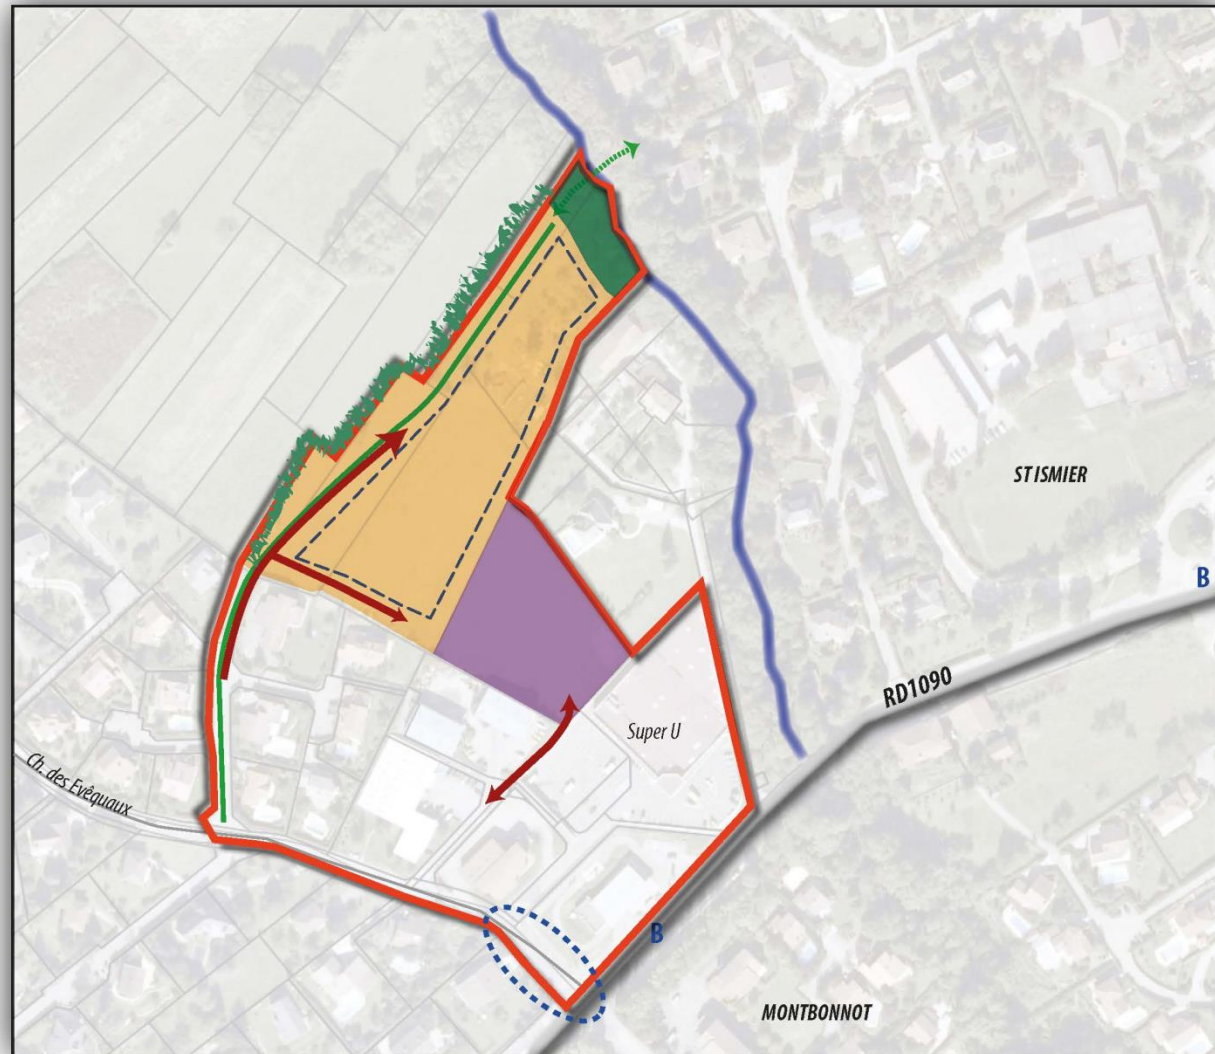 ST ISMIER
B
RD1090
Super U
Ch. des Evêquaux
B
MONTBONNOT